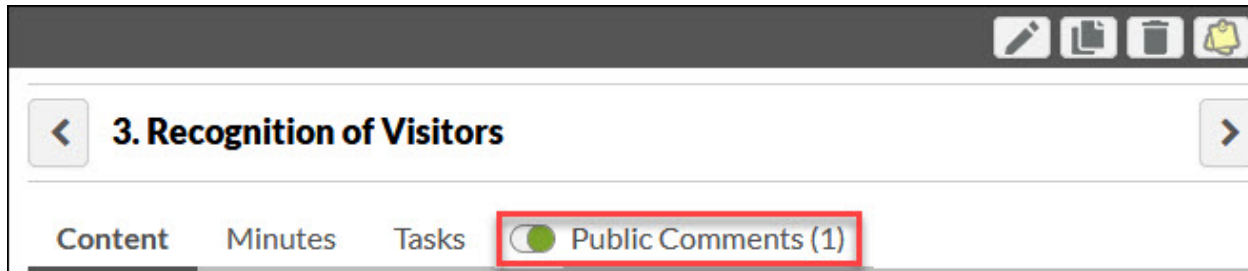 3. Recognition of Visitors
Content Minutes Tasks Public Comments (1)